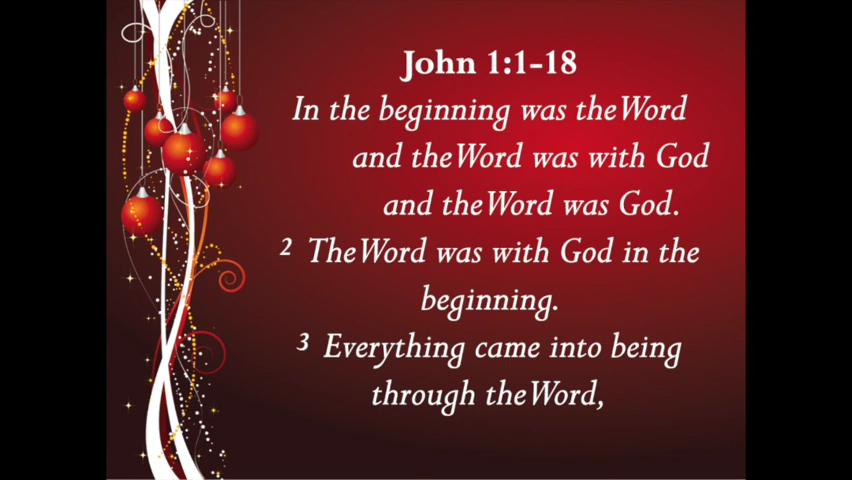 John 1:1-18
In the beginning was the Word
and the Word was with God
and the Word was God.
2 The Word was with God in the
beginning.
3 Everything came into being
through the Word,